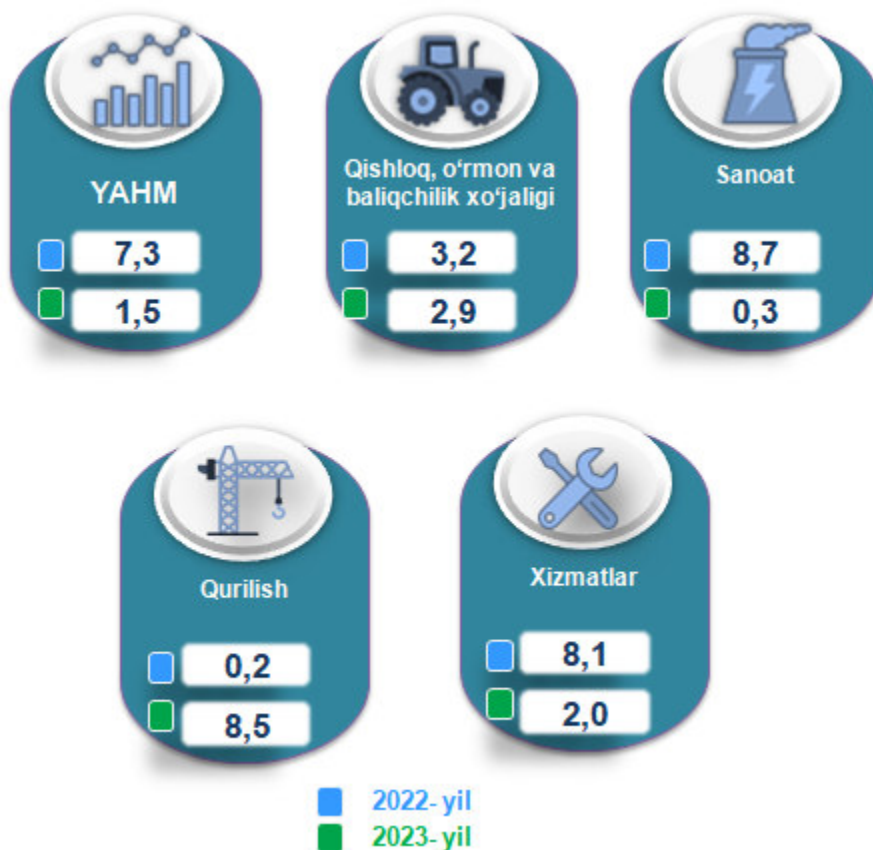 YAHM
7,3
1,5
Qishloq, o‘rmon va
baliqchilik xo‘jaligi
3,2
2,9
Sanoat
8,7
0,3
Qurilish
0,2
8,5
Xizmatlar
8,1
2,0
2022- yil
2023- yil